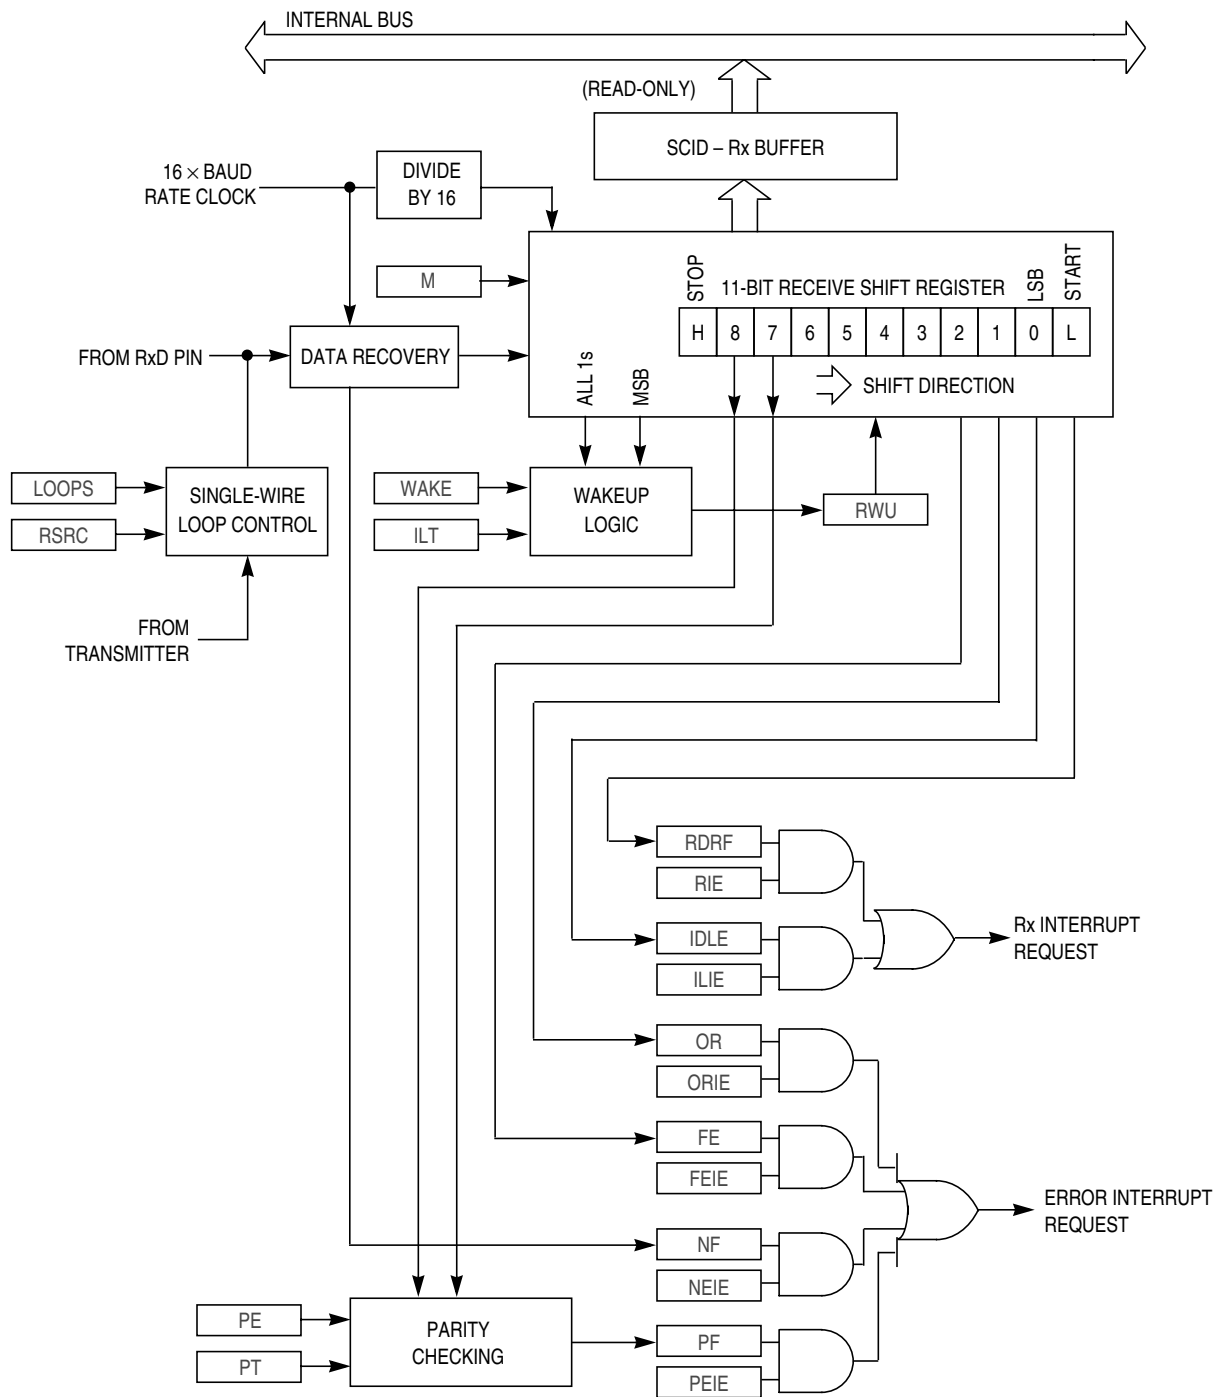 INTERNAL BUS
(READ-ONLY)
SCID – Rx BUFFER
16 × BAUD
RATE CLOCK
DIVIDE
BY 16
M
STOP
11-BIT RECEIVE SHIFT REGISTER
LSB
START
H 8 7 6 5 4 3 2 1 0 L
FROM RxD PIN
DATA RECOVERY
ALL 1s
MSB
SHIFT DIRECTION
LOOPS
RSRC
SINGLE-WIRE
LOOP CONTROL
WAKE
ILT
WAKEUP
LOGIC
RWU
FROM
TRANSMITTER
RDRF
RIE
IDLE
ILIE
Rx INTERRUPT
REQUEST
OR
ORIE
FE
FEIE
ERROR INTERRUPT
REQUEST
NF
NEIE
PE
PT
PARITY
CHECKING
PF
PEIE